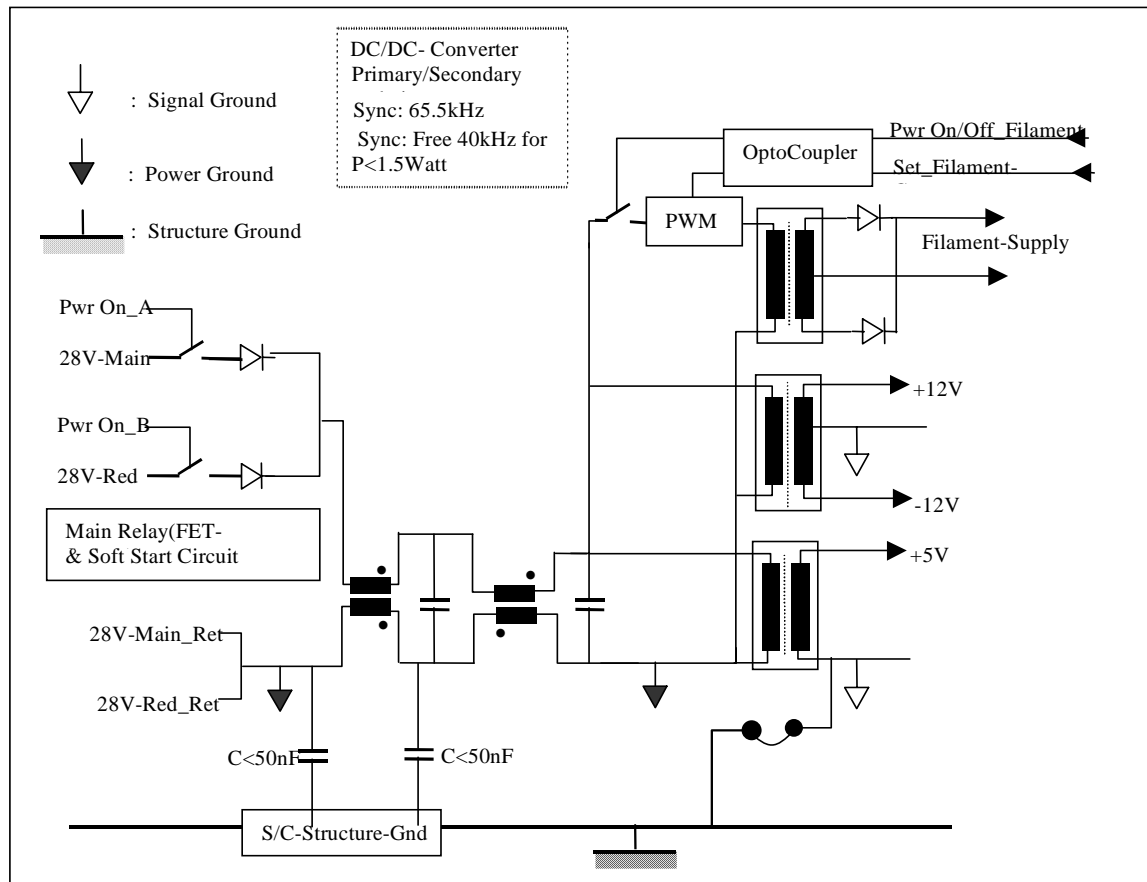 DC/DC- Converter
Primary/Secondary
Sync: 65.5kHz
Sync: Free 40kHz for
P<1.5Watt
: Signal Ground
: Power Ground
: Structure Ground
OptoCoupler
Pwr On/Off_Filament
Set_Filament-
PWM
Filament-Supply
Pwr On_A
28V-Main
Pwr On_B
28V-Red
+12V
-12V
Main Relay(FET-
& Soft Start Circuit
+5V
28V-Main_Ret
28V-Red_Ret
C<50nF
C<50nF
S/C-Structure-Gnd